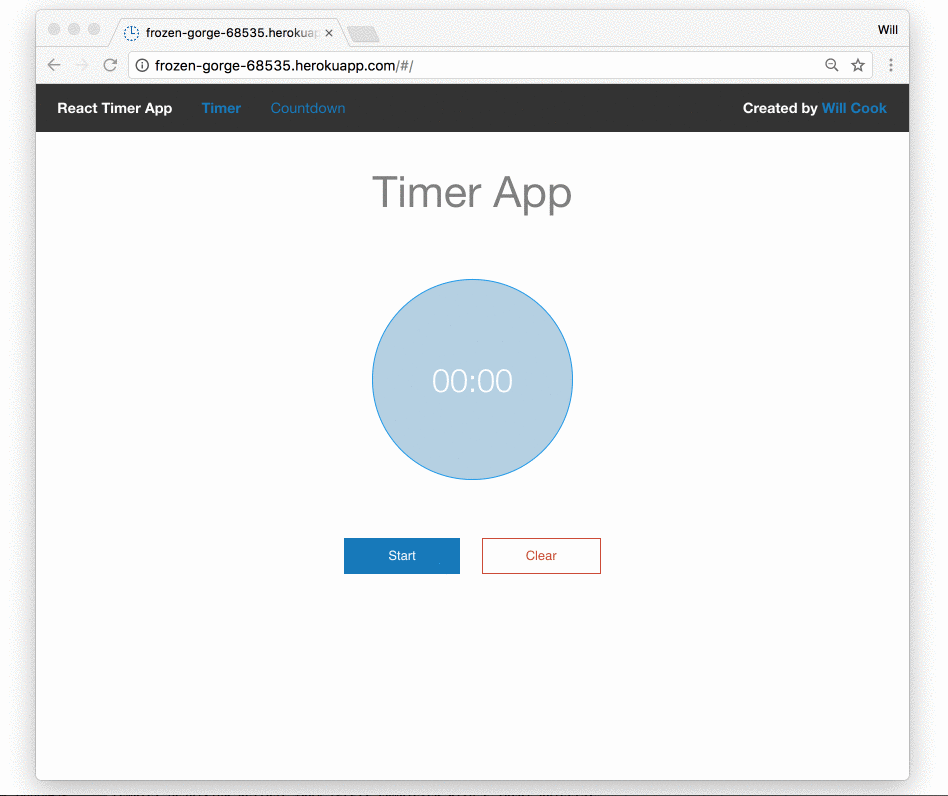 frozen-gorge-68535.herokuap
Will
frozen-gorge-68535.herokuapp.com/#/
React Timer App Timer Countdown Created by Will Cook
Timer App
00:00
Start Clear